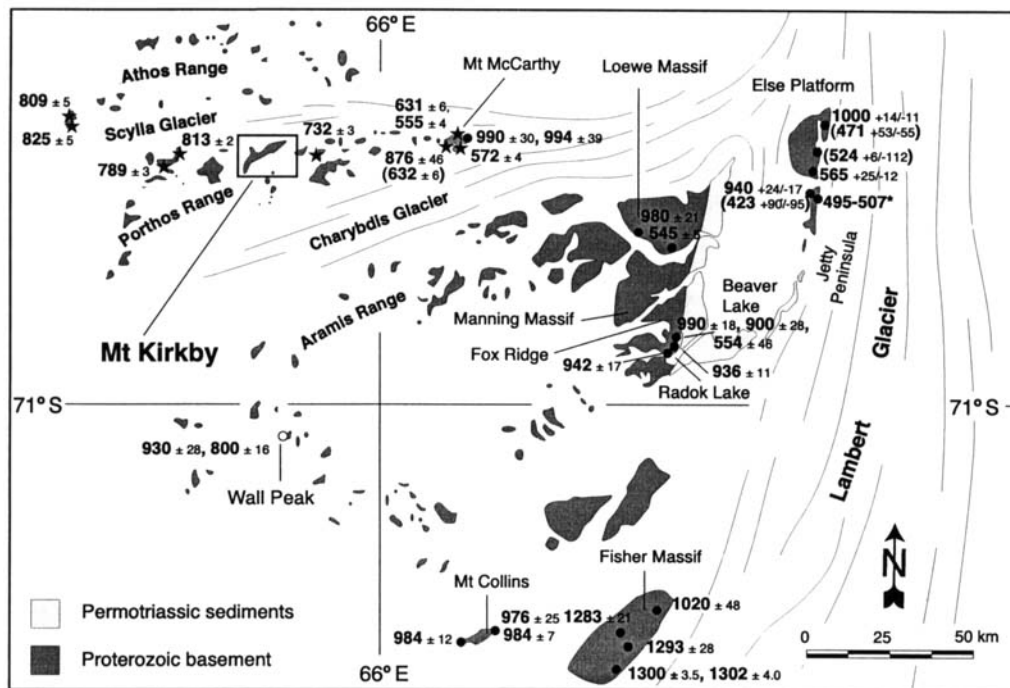 66° E
Mt McCarthy
Loewe Massif
Else Platform
Athos Range
809 ± 5
825 ± 5
Scylla Glacier
813 ± 2
789 ± 3
732 ± 3
631 ± 6,
555 ± 4
990 ± 30, 994 ± 39
876 ± 46
(632 ± 6)
572 ± 4
1000 +14/-11
(471 +53/-55)
(524 +6/-112)
565 +25/-12
940 +24/-17
(423 +90/-95)
495-507*
Porthos Range
Charybdis Glacier
980 ± 21
545 ± 5
Jetty
Peninsula
Aramis Range
Beaver
Lake
Manning Massif
990 ± 18, 900 ± 28,
554 ± 46
Mt Kirkby
Fox Ridge
942 ± 17
936 ± 11
Radok Lake
Lambert
Glacier
71° S
71° S
930 ± 28, 800 ± 16
Wall Peak
Fisher Massif
Mt Collins
976 ± 25
984 ± 7
984 ± 12
1283 ± 21
1020 ± 48
1293 ± 28
1300 ± 3.5, 1302 ± 4.0
N
Permotriassic sediments
Proterozoic basement
66° E
0 25 50 km